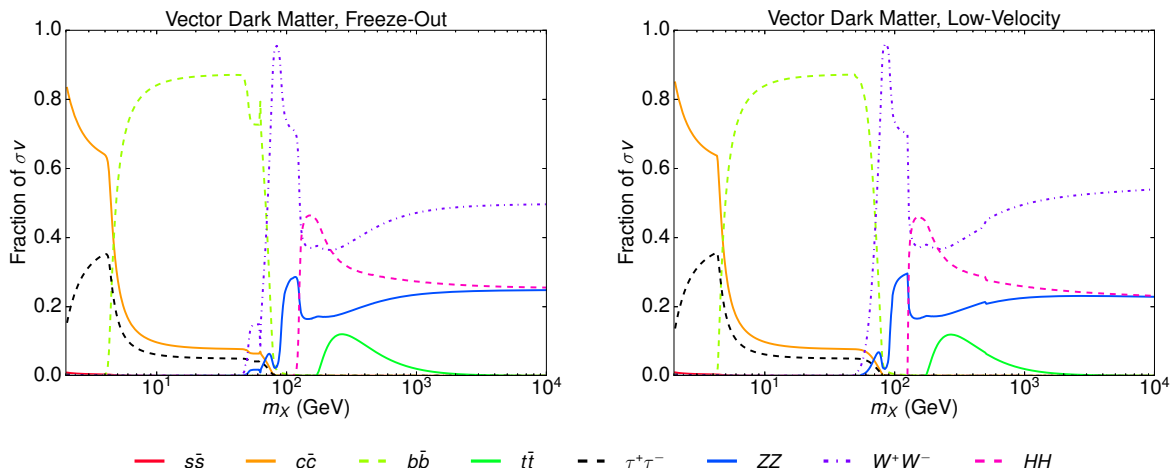 Vector Dark Matter, Freeze-Out
Vector Dark Matter, Low-Velocity
Fraction of σv
1.0
0.8
0.6
0.4
0.2
0.0
10¹ 10² 10³ 10⁴
m_X (GeV)
Fraction of σv
1.0
0.8
0.6
0.4
0.2
0.0
10¹ 10² 10³ 10⁴
m_X (GeV)
ss̄ cc̄ bb̄ tt̄ τ⁺τ⁻ ZZ W⁺W⁻ HH